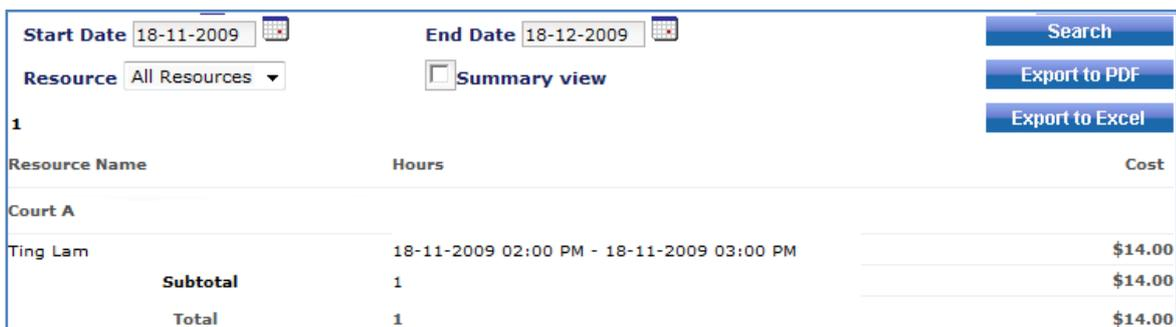 Start Date 18-11-2009 End Date 18-12-2009 Search
Resource All Resources Summary view Export to PDF
1 Export to Excel
Resource Name Hours Cost
Court A
Ting Lam 18-11-2009 02:00 PM - 18-11-2009 03:00 PM $14.00
Subtotal 1 $14.00
Total 1 $14.00